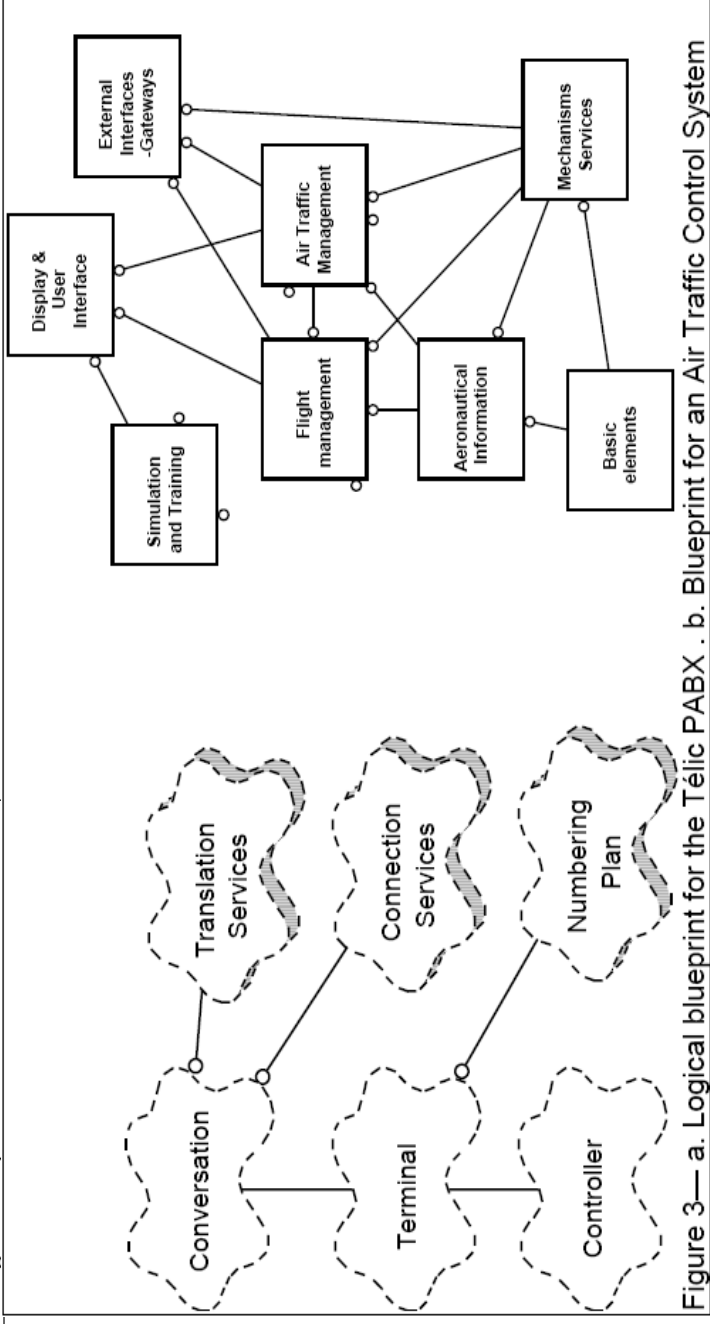 Conversation
Translation
Services
Terminal
Connection
Services
Controller
Numbering
Plan
Simulation
and Training
Display &
User
Interface
External
Interfaces
-Gateways
Flight
management
Air Traffic
Management
Aeronautical
Information
Basic
elements
Mechanisms
Services
Figure 3— a. Logical blueprint for the Télic PABX . b. Blueprint for an Air Traffic Control System